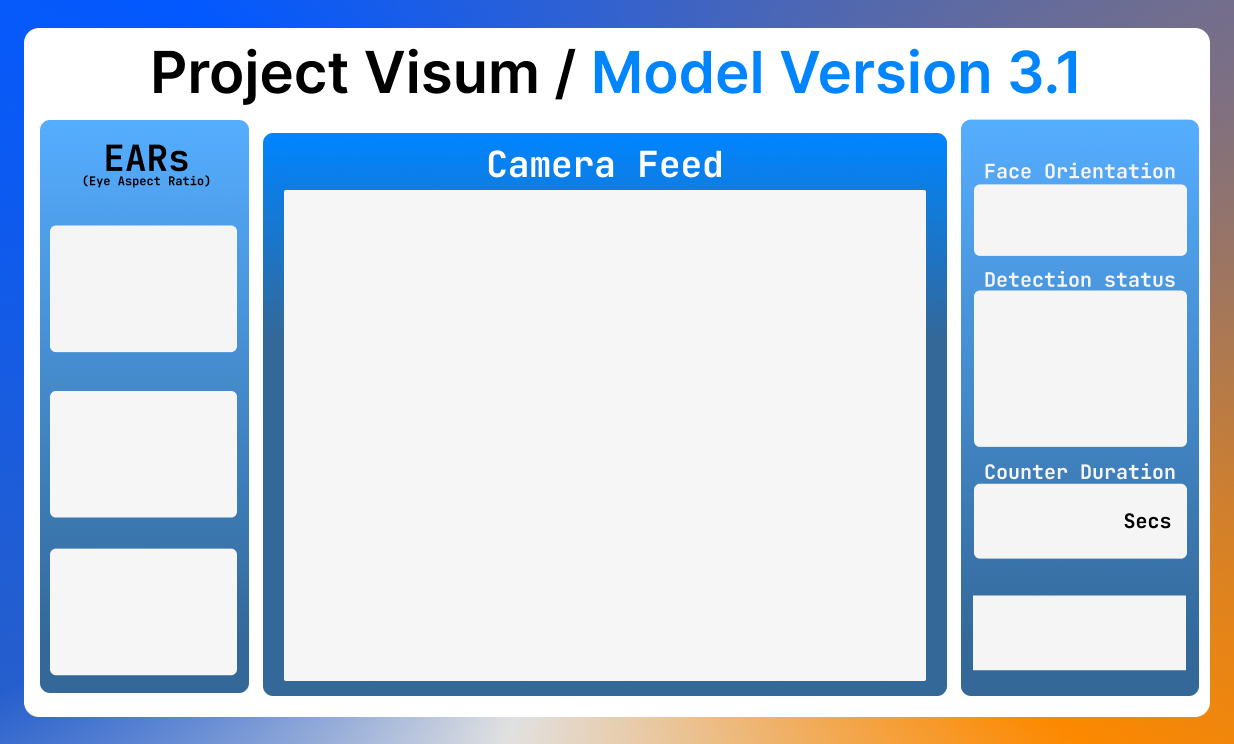 Project Visum / Model Version 3.1
EARs
(Eye Aspect Ratio)
Camera Feed
Face Orientation
Detection status
Counter Duration
Secs